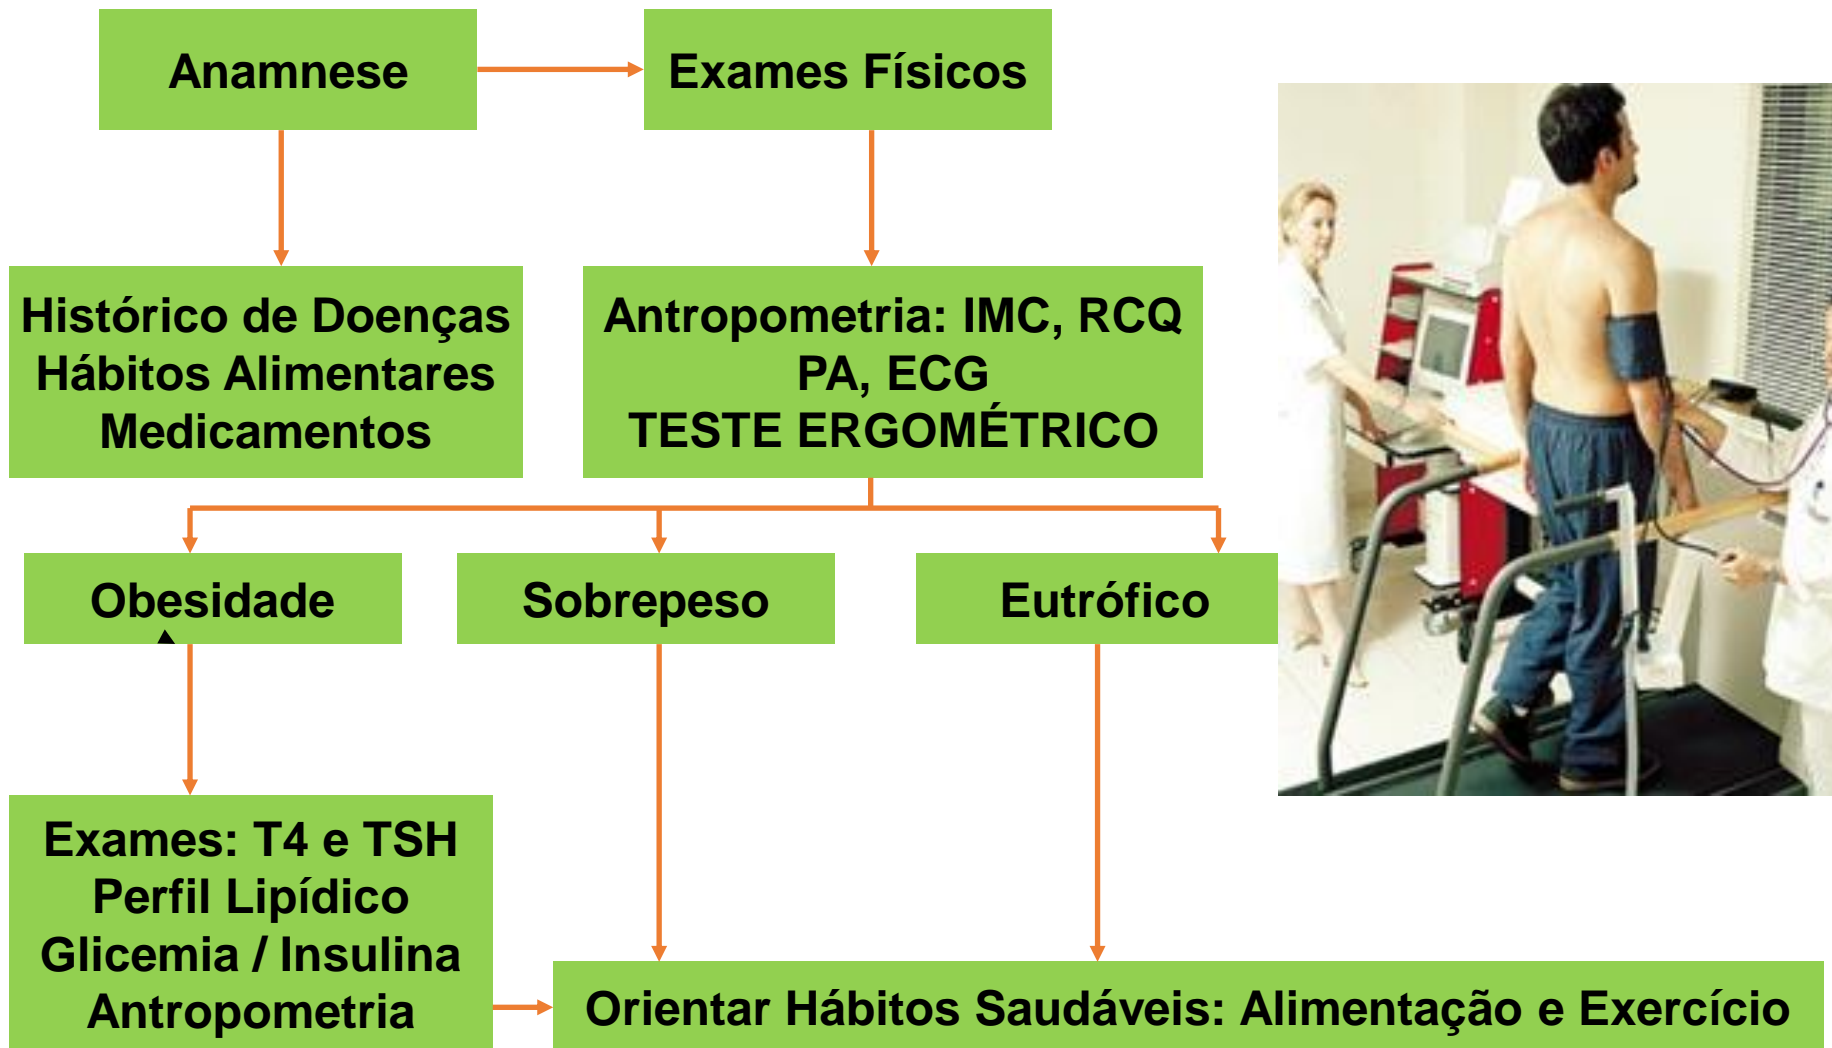 Anamnese
Exames Físicos
Histórico de Doenças
Hábitos Alimentares
Medicamentos
Antropometria: IMC, RCQ
PA, ECG
TESTE ERGOMÉTRICO
Obesidade
Sobrepeso
Eutrófico
Exames: T4 e TSH
Perfil Lipídico
Glicemia / Insulina
Antropometria
Orientar Hábitos Saudáveis: Alimentação e Exercício